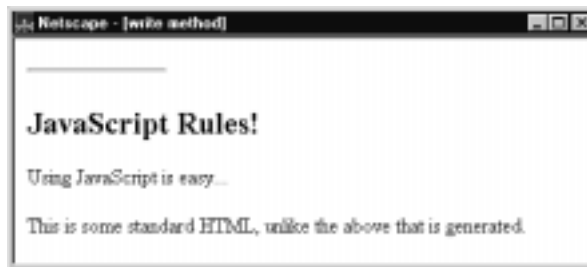 Netscape - [write method]
JavaScript Rules!
Using JavaScript is easy...
This is some standard HTML, unlike the above that is generated.